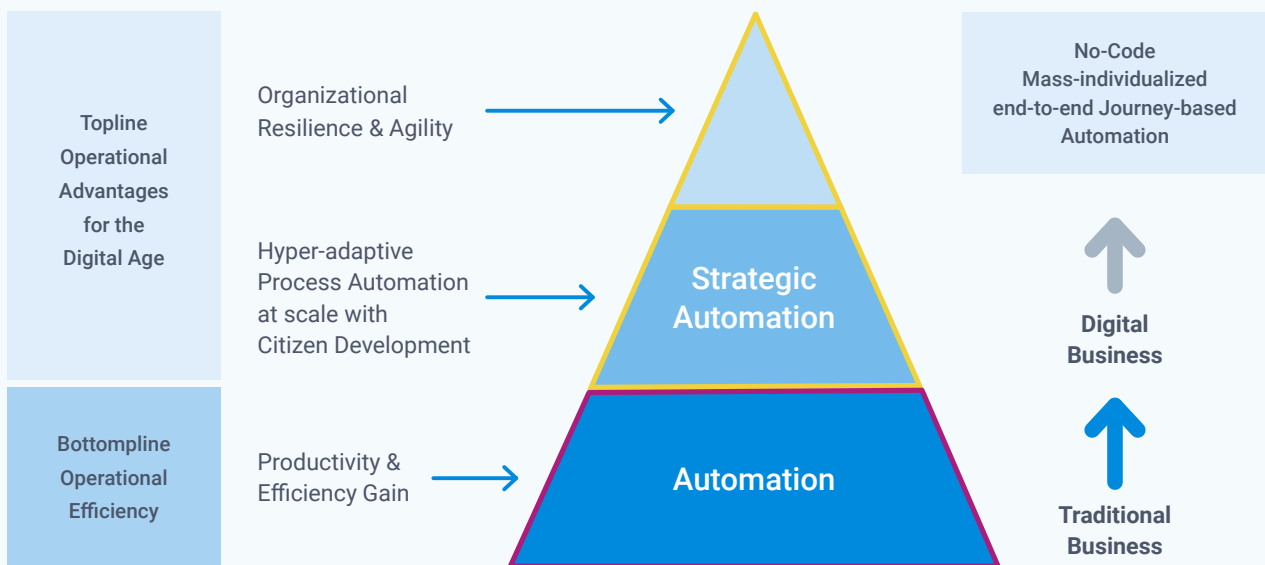 Topline
Operational
Advantages
for the
Digital Age
Bottompline
Operational
Efficiency
Organizational
Resilience & Agility
Hyper-adaptive
Process Automation
at scale with
Citizen Development
Productivity &
Efficiency Gain
Strategic
Automation
Automation
No-Code
Mass-individualized
end-to-end Journey-based
Automation
Digital
Business
Traditional
Business